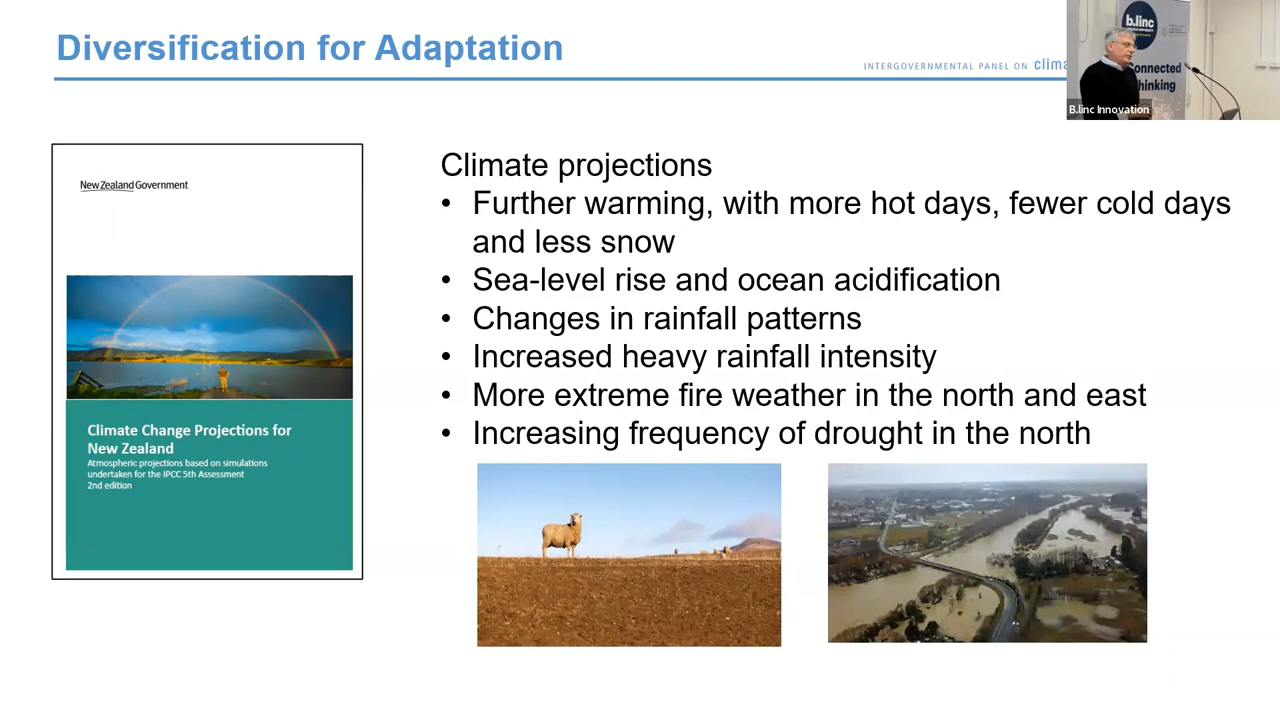 Diversification for Adaptation
INTERGOVERNMENTAL PANEL ON clima
b.linc
Connected
Thinking
B.linc Innovation
New Zealand Government
Climate Change Projections for
New Zealand
Atmospheric projections based on simulations
undertaken for the IPCC 5th Assessment
2nd edition
Climate projections
• Further warming, with more hot days, fewer cold days
and less snow
• Sea-level rise and ocean acidification
• Changes in rainfall patterns
• Increased heavy rainfall intensity
• More extreme fire weather in the north and east
• Increasing frequency of drought in the north